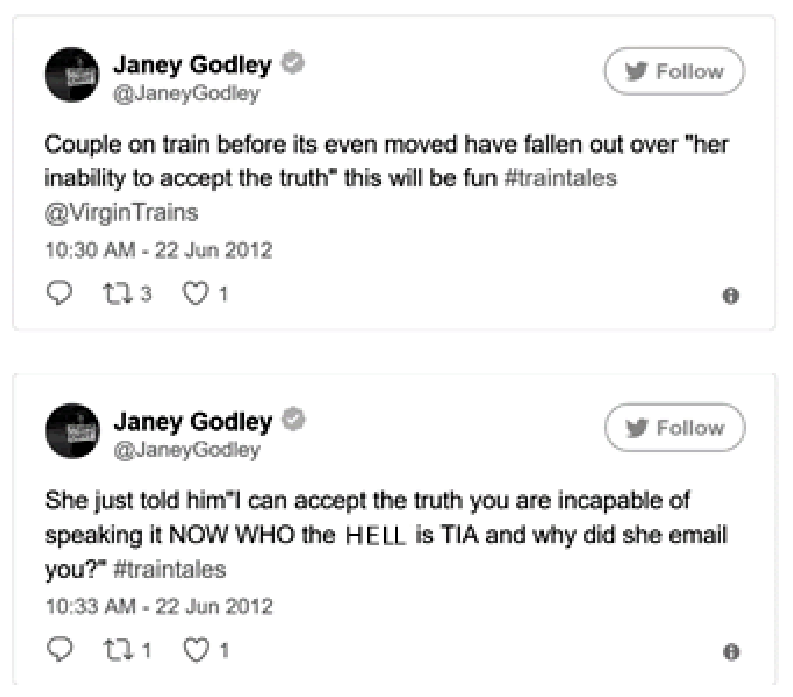 Janey Godley
Follow
@JaneyGodley
Couple on train before its even moved have fallen out over "her
inability to accept the truth" this will be fun #traintales
@VirginTrains
10:30 AM - 22 Jun 2012
3 1
Janey Godley
Follow
@JaneyGodley
She just told him"I can accept the truth you are incapable of
speaking it NOW WHO the HELL is TIA and why did she email
you?" #traintales
10:33 AM - 22 Jun 2012
1 1